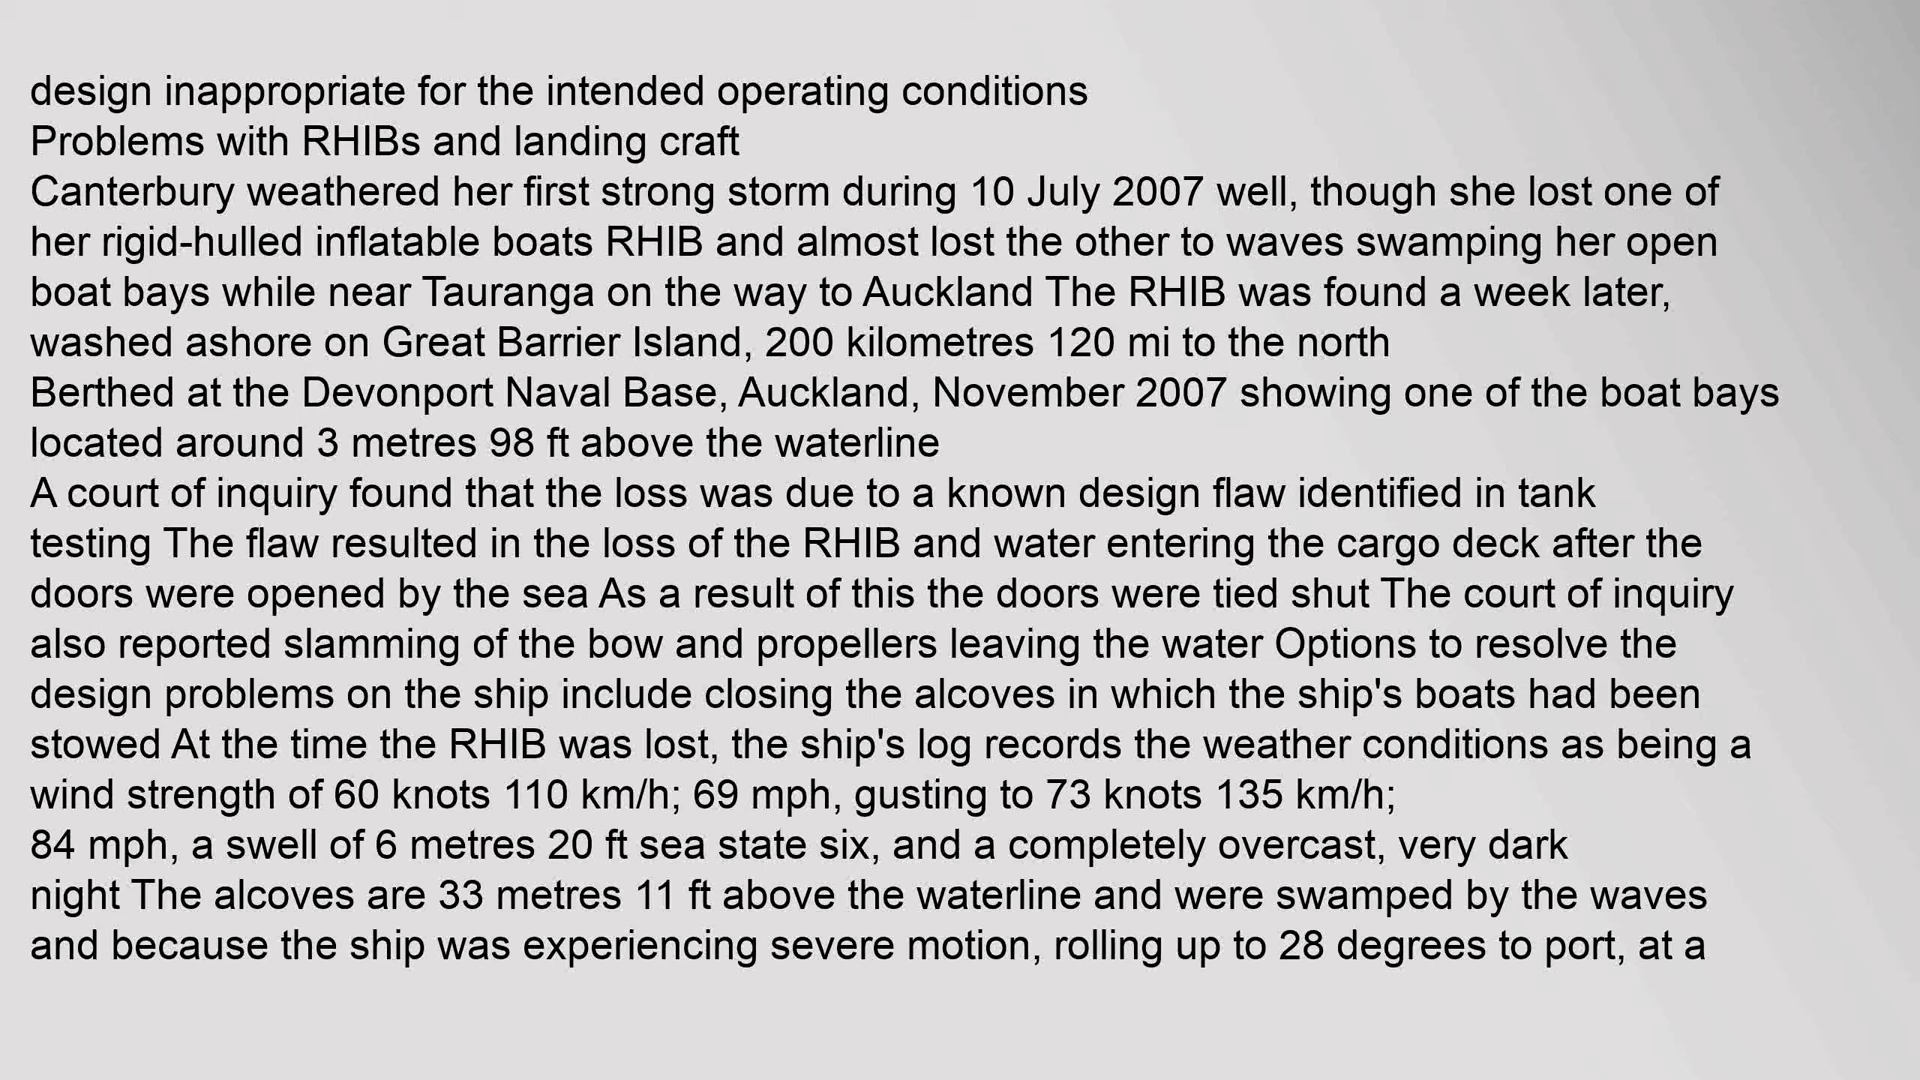 design inappropriate for the intended operating conditions
Problems with RHIBs and landing craft
Canterbury weathered her first strong storm during 10 July 2007 well, though she lost one of
her rigid-hulled inflatable boats RHIB and almost lost the other to waves swamping her open
boat bays while near Tauranga on the way to Auckland The RHIB was found a week later,
washed ashore on Great Barrier Island, 200 kilometres 120 mi to the north
Berthed at the Devonport Naval Base, Auckland, November 2007 showing one of the boat bays
located around 3 metres 98 ft above the waterline
A court of inquiry found that the loss was due to a known design flaw identified in tank
testing The flaw resulted in the loss of the RHIB and water entering the cargo deck after the
doors were opened by the sea As a result of this the doors were tied shut The court of inquiry
also reported slamming of the bow and propellers leaving the water Options to resolve the
design problems on the ship include closing the alcoves in which the ship's boats had been
stowed At the time the RHIB was lost, the ship's log records the weather conditions as being a
wind strength of 60 knots 110 km/h; 69 mph, gusting to 73 knots 135 km/h;
84 mph, a swell of 6 metres 20 ft sea state six, and a completely overcast, very dark
night The alcoves are 33 metres 11 ft above the waterline and were swamped by the waves
and because the ship was experiencing severe motion, rolling up to 28 degrees to port, at a